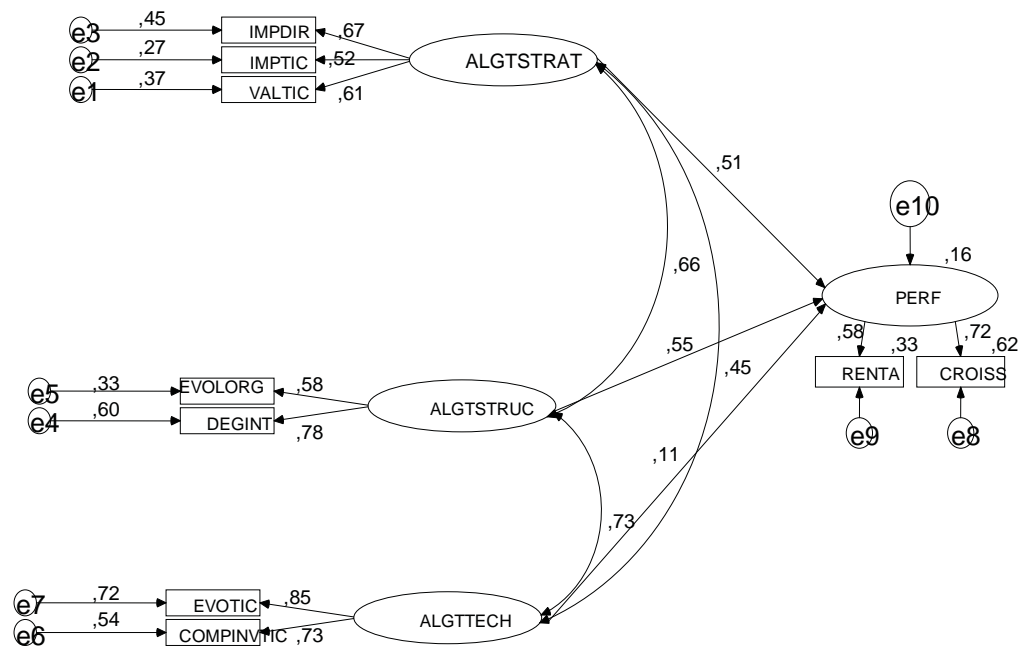 e3 ,45 IMPDIR ,67
e2 ,27 IMPTIC ,52 ALGTSTRAT
e1 ,37 VALTIC ,61
,51
e10
,66
,16
PERF
,58 ,33 ,72 ,62
,55 ,45
RENTA CROISS
e5 ,33 EVOLORG ,58
e4 ,60 DEGINT ,78 ALGTSTRUC
e9 e8
,11
,73
e7 ,72 EVOTIC ,85
e6 ,54 COMPINVTIC ,73 ALGTTECH